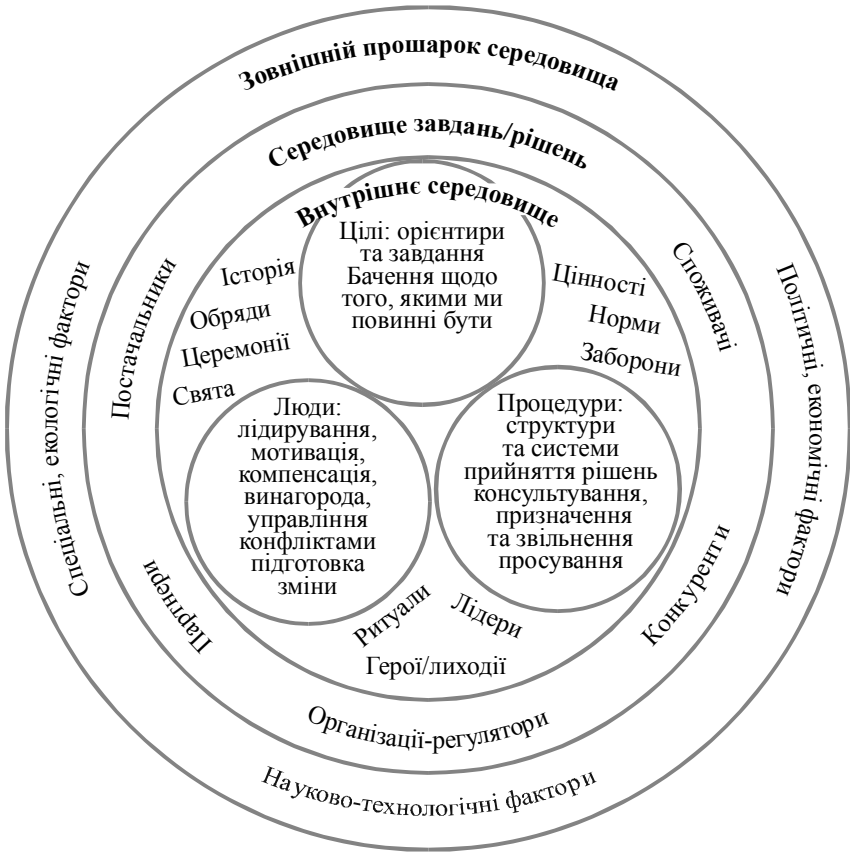 Зовнішній прошарок середовища
Середовище завдань/рішень
Внутрішнє середовище
Цілі: орієнтири
та завдання
Бачення щодо
того, якими ми
повинні бути
Історія
Обряди
Церемонії
Свята
Цінності
Норми
Заборони
Люди:
лідирування,
мотивація,
компенсація,
винагорода,
управління
конфліктами
підготовка
зміни
Процедури:
структури
та системи
прийняття рішень
консультування,
призначення
та звільнення
просування
Ритуали
Лідери
Герої/лиходії
Постачальники
Споживачі
Партнери
Конкуренти
Організації-регулятори
Спеціальні, екологічні фактори
Політичні, економічні фактори
Науково-технологічні фактори